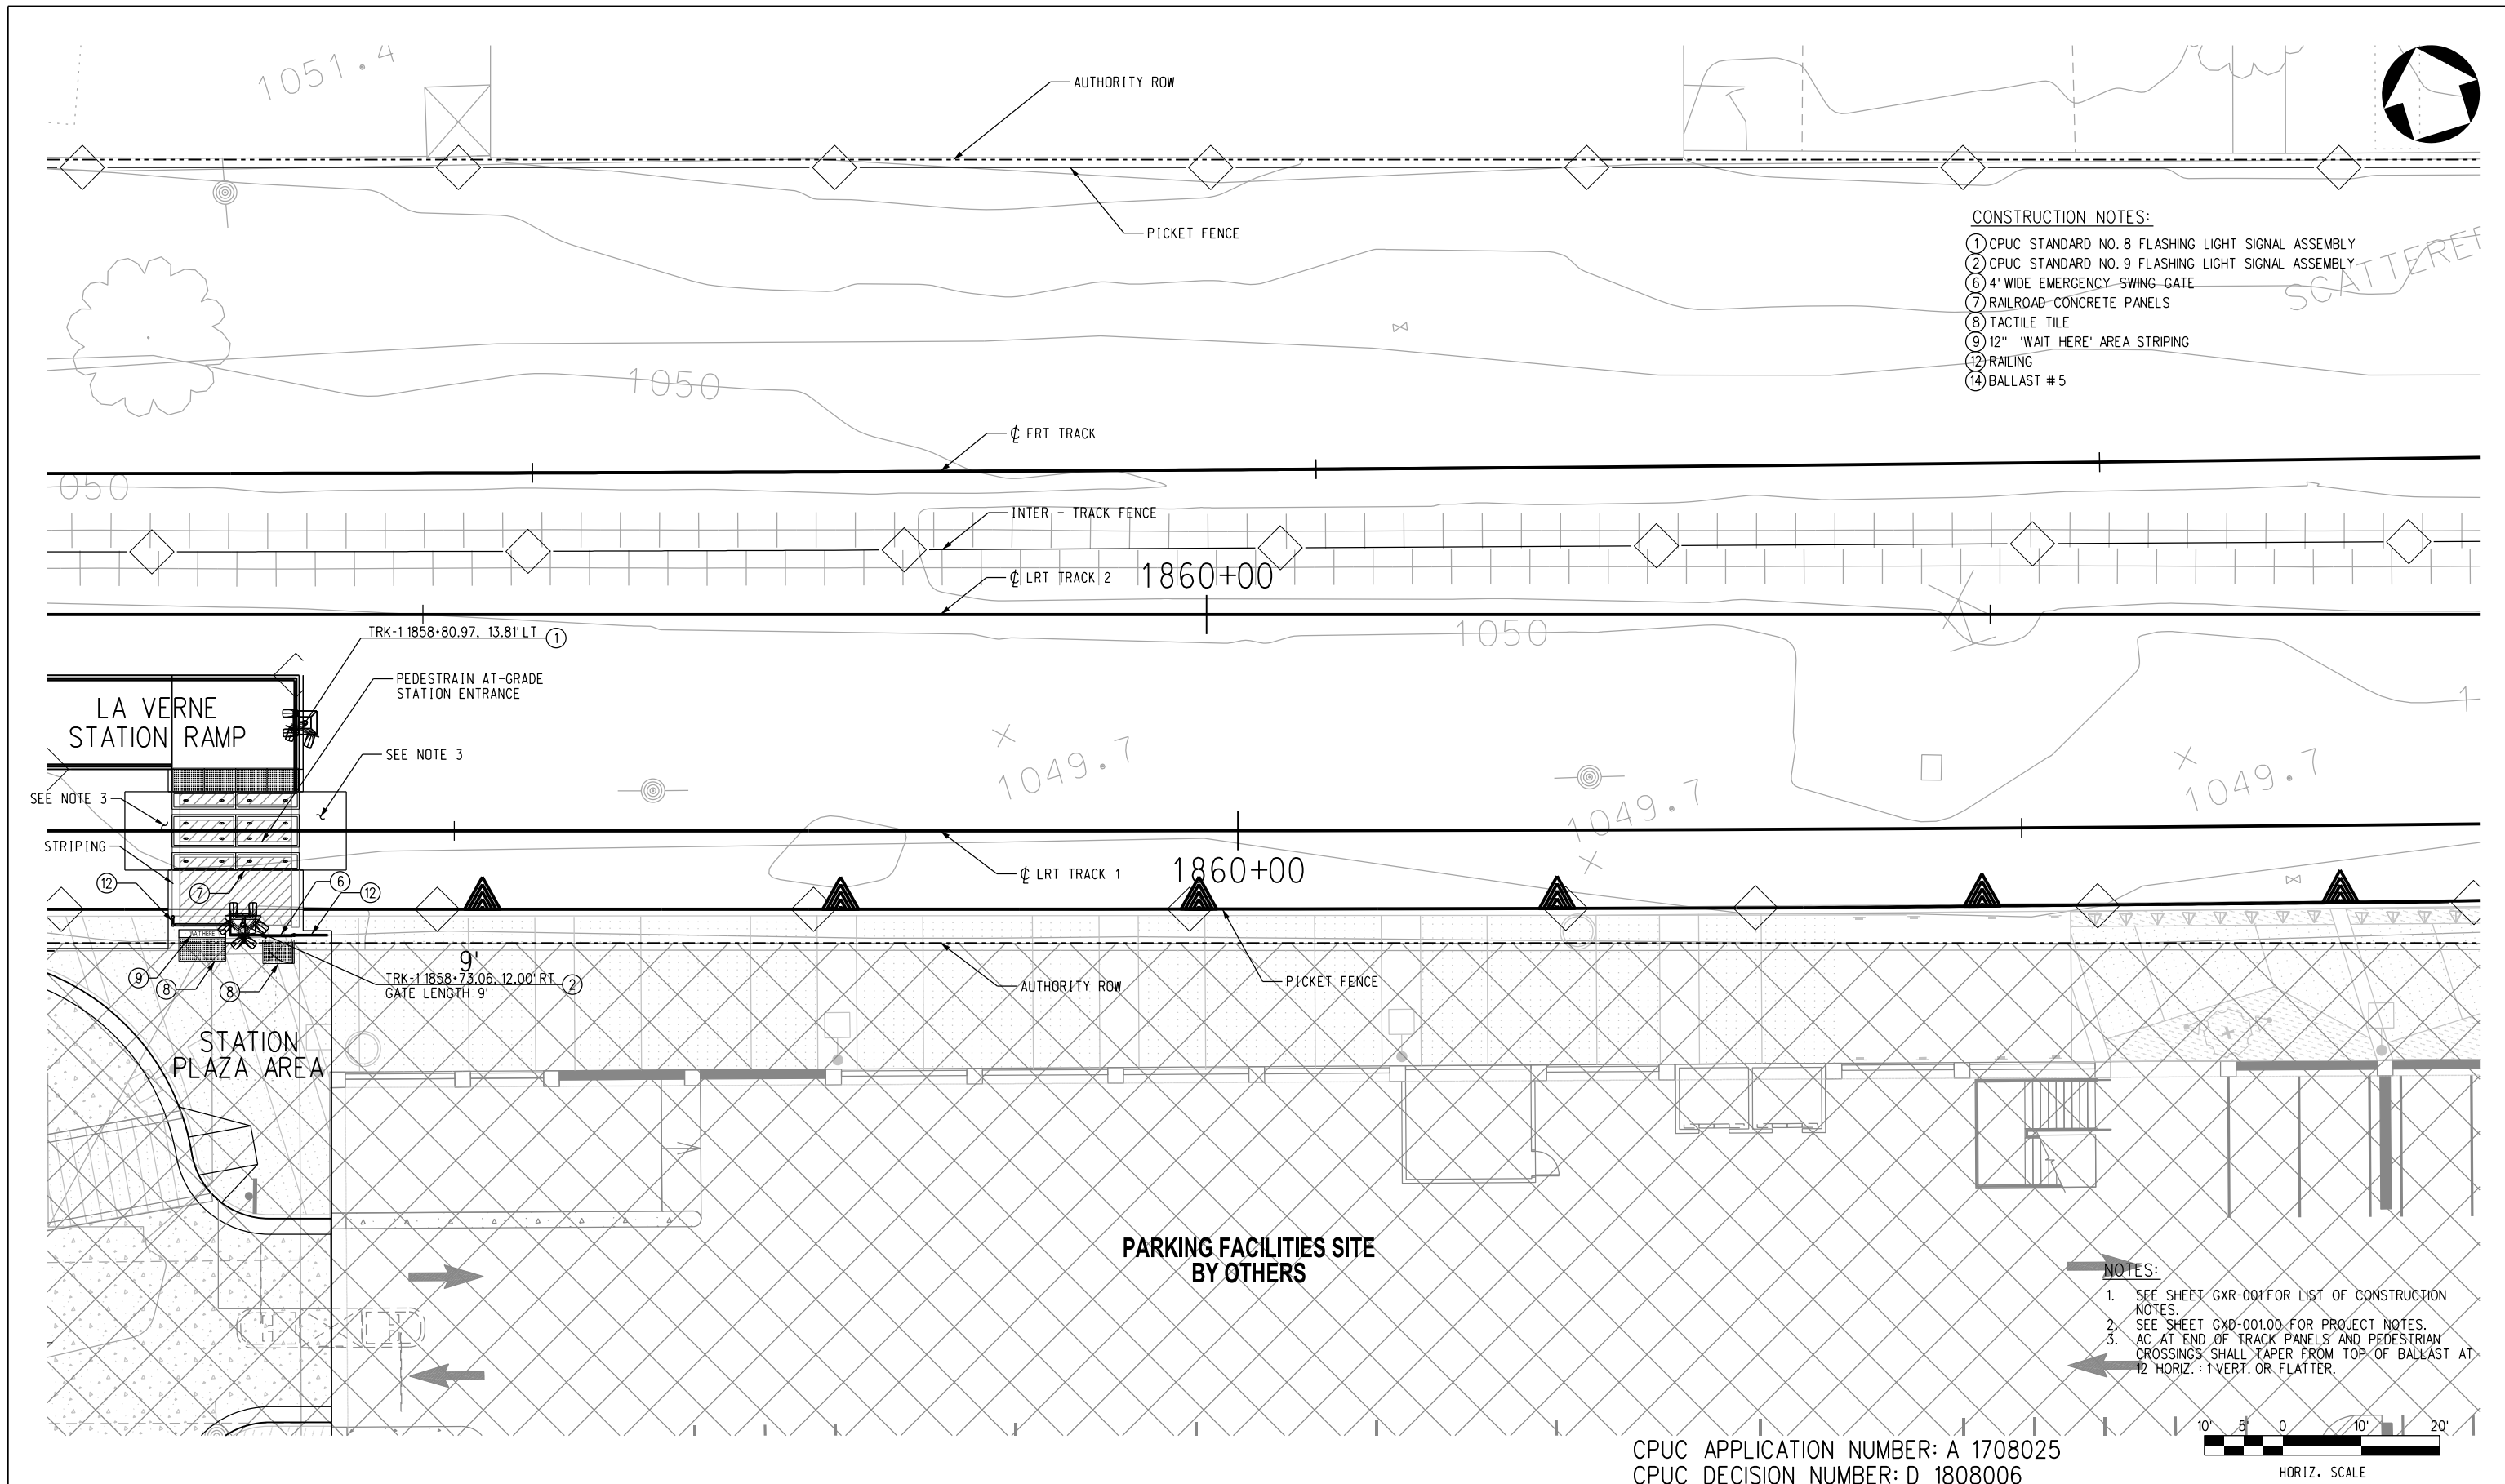 1051.4
AUTHORITY ROW
PICKET FENCE
CONSTRUCTION NOTES:
1 CPUC STANDARD NO. 8 FLASHING LIGHT SIGNAL ASSEMBLY
2 CPUC STANDARD NO. 9 FLASHING LIGHT SIGNAL ASSEMBLY
6 4' WIDE EMERGENCY SWING GATE
7 RAILROAD CONCRETE PANELS
8 TACTILE TILE
9 12" 'WAIT HERE' AREA STRIPING
12 RAILING
14 BALLAST #5
1050
℄ FRT TRACK
050
INTER - TRACK FENCE
℄ LRT TRACK 2
1860+00
1050
TRK-1 1858+80.97, 13.81' LT 1
PEDESTRAIN AT-GRADE
STATION ENTRANCE
LA VERNE
STATION RAMP
SEE NOTE 3
SEE NOTE 3
1049.7
1049.7
1049.7
1
STRIPING
12
7
6
12
℄ LRT TRACK 1
1860+00
WAIT HERE
9
8
8
9'
TRK-1 1858+73.06, 12.00' RT 2
GATE LENGTH 9'
AUTHORITY ROW
PICKET FENCE
STATION
PLAZA AREA
PARKING FACILITIES SITE
BY OTHERS
NOTES:
1. SEE SHEET GXR-001 FOR LIST OF CONSTRUCTION
NOTES.
2. SEE SHEET GXD-001.00 FOR PROJECT NOTES.
3. AC AT END OF TRACK PANELS AND PEDESTRIAN
CROSSINGS SHALL TAPER FROM TOP OF BALLAST AT
12 HORIZ. : 1 VERT. OR FLATTER.
10' 5' 0 10' 20'
HORIZ. SCALE
CPUC APPLICATION NUMBER: A 1708025
CPUC DECISION NUMBER: D 1808006